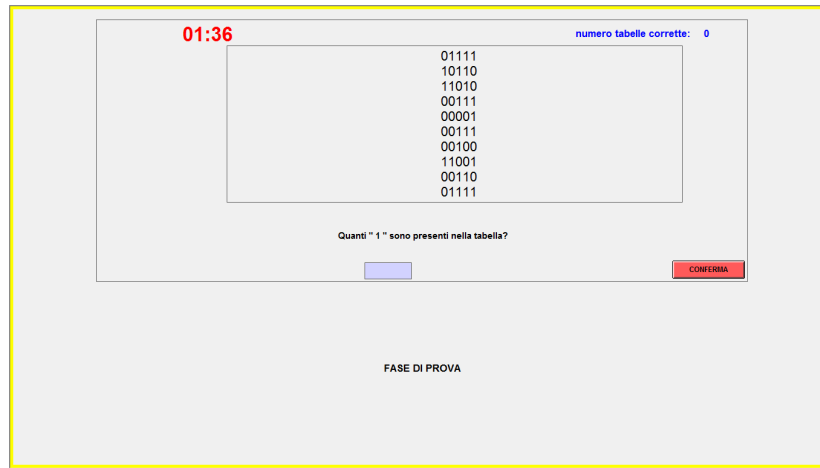 01:36
numero tabelle corrette: 0
01111
10110
11010
00111
00001
00111
00100
11001
00110
01111
Quanti " 1 " sono presenti nella tabella?
CONFERMA
FASE DI PROVA